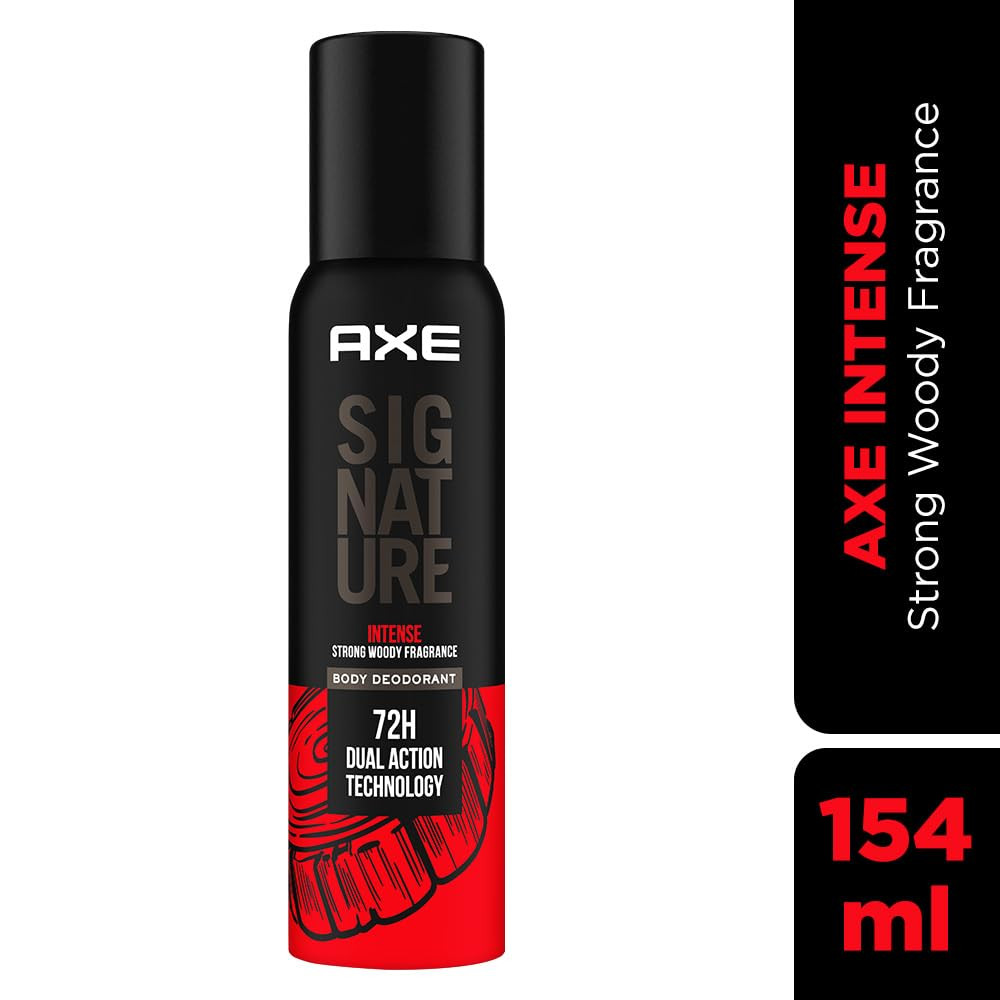 AXE
SIG
NAT
URE
INTENSE
STRONG WOODY FRAGRANCE
BODY DEODORANT
72H
DUAL ACTION
TECHNOLOGY
AXE INTENSE
Strong Woody Fragrance
154
ml